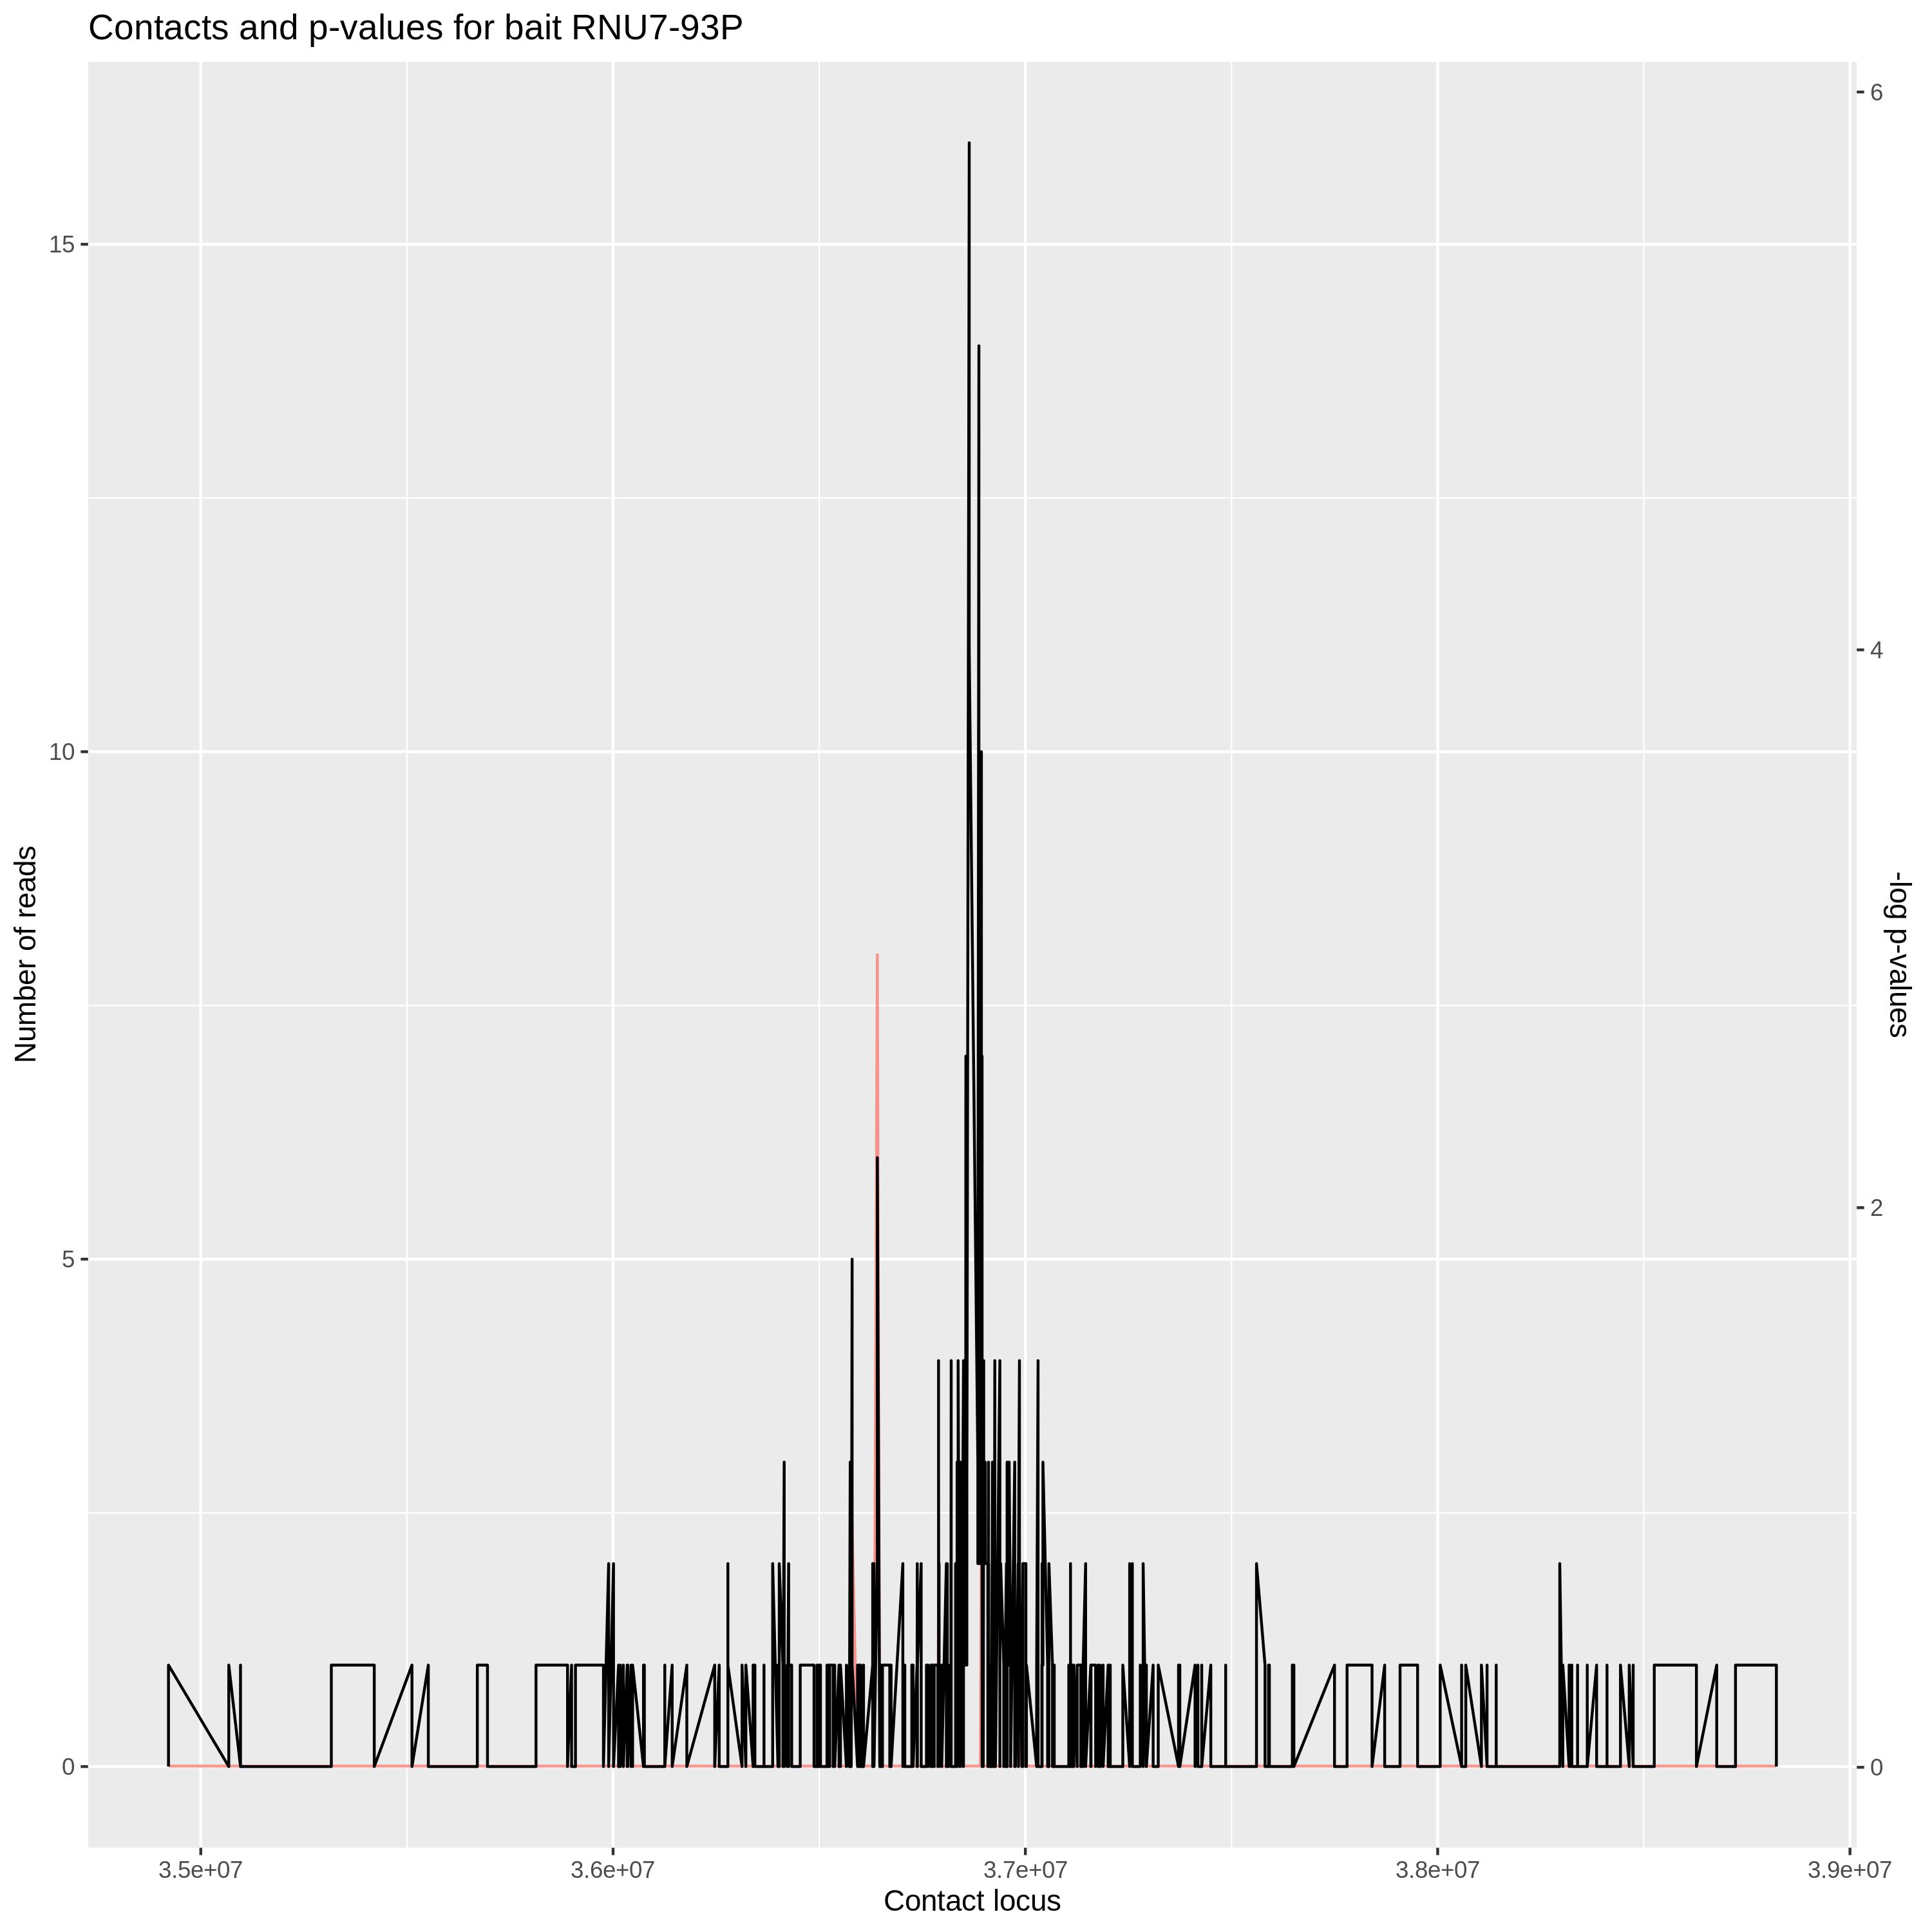 Contacts and p-values for bait RNU7-93P
15
10
5
0
Number of reads
6
4
2
0
-log p-values
3.5e+07
3.6e+07
3.7e+07
3.8e+07
3.9e+07
Contact locus